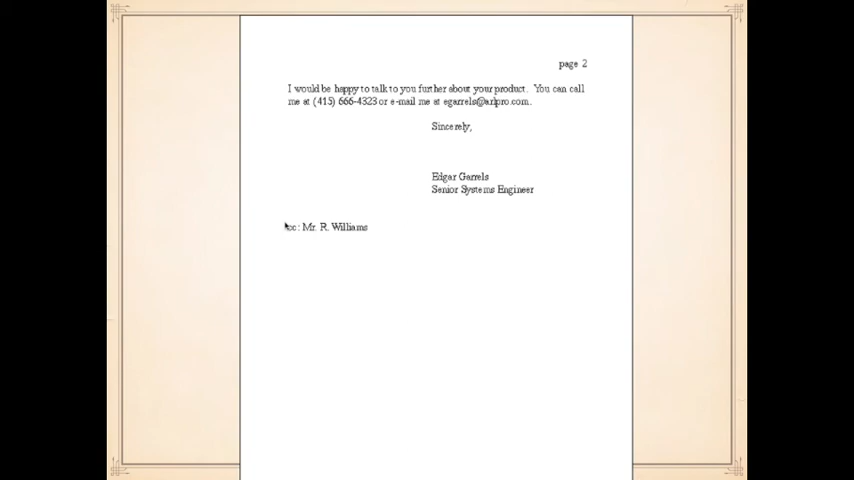 page 2
I would be happy to talk to you further about your product. You can call
me at (415) 666-4323 or e-mail me at egarrels@arlpro.com.
Sincerely,
Edgar Garrels
Senior Systems Engineer
cc: Mr. R. Williams